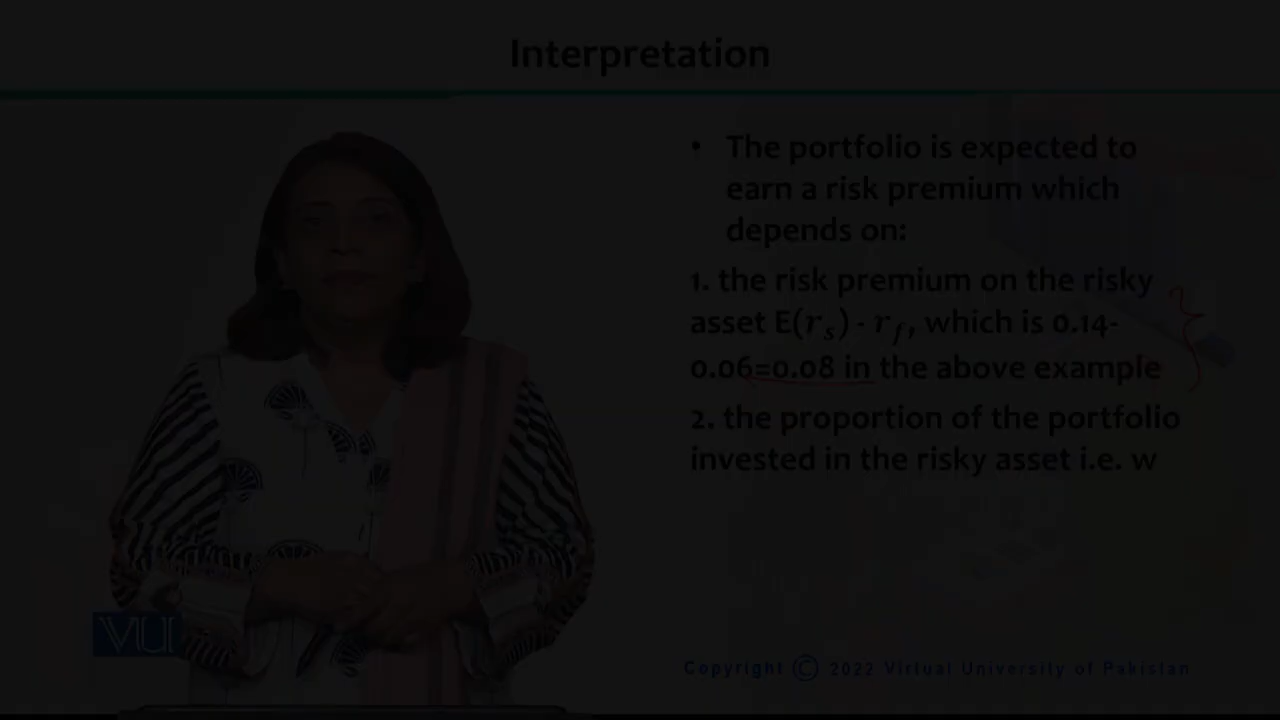 Interpretation
• The portfolio is expected to
earn a risk premium which
depends on:
1. the risk premium on the risky
asset E(r_s) - r_f, which is 0.14-
0.06=0.08 in the above example
2. the proportion of the portfolio
invested in the risky asset i.e. w
VU
Copyright © 2022 Virtual University of Pakistan